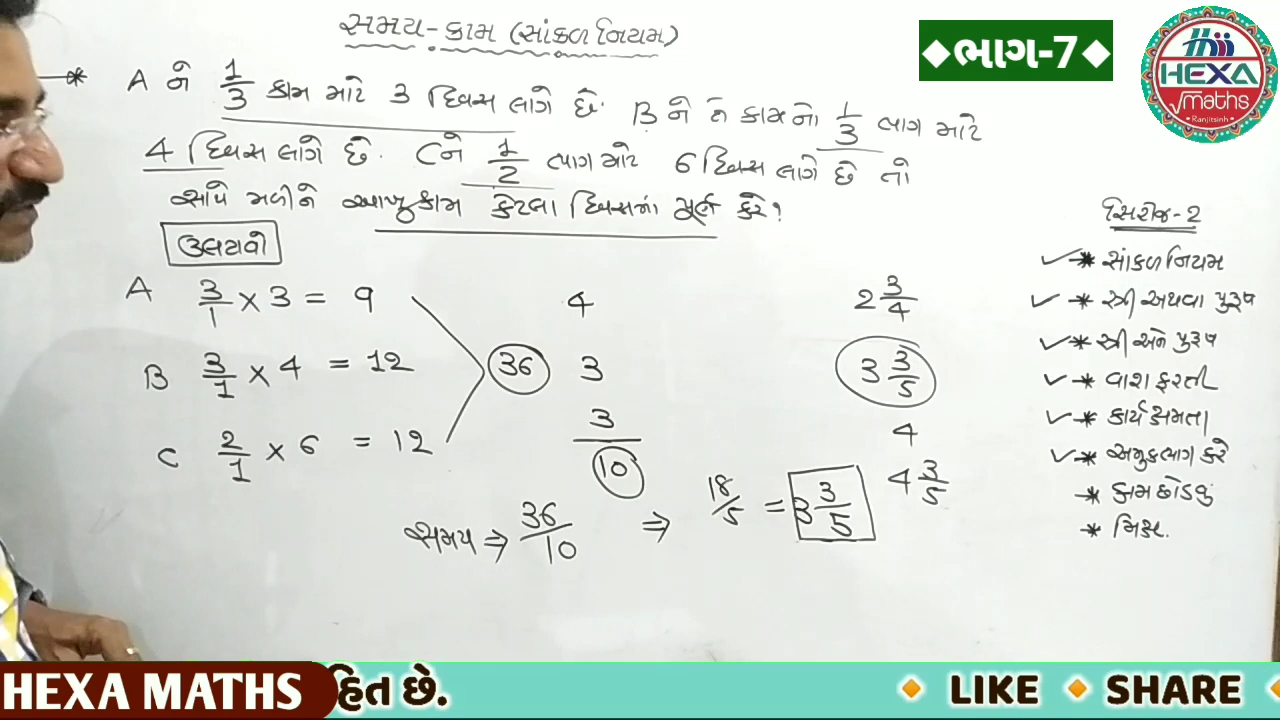 સમય-કામ (સાંકળ નિયમ)
◆ભાગ-7◆
HEXA
maths
Ranjitsinh
* A ને 1/3 કામ માટે 3 દિવસ લાગે છે. B ને તે કામનો 1/3 ભાગ માટે
4 દિવસ લાગે છે. C ને 1/2 ભાગ માટે 6 દિવસ લાગે છે તો
સાથે મળીને આખુ કામ કેટલા દિવસમાં પૂર્ણ કરે?
ઉલટાવો
A 3/1 × 3 = 9 4 2 3/4
B 3/1 × 4 = 12 36 3 3 3/5
C 2/1 × 6 = 12 3 4
10 4 3/5
સમય ⇒ 36/10 ⇒ 18/5 = 3 3/5
સિરીઝ-2
✓* સાંકળ નિયમ
✓* સ્ત્રી અથવા પુરૂષ
✓* સ્ત્રી અને પુરૂષ
✓* વારા ફરતી
✓* કાર્યક્ષમતા
✓* અમુક ભાગ કરે
* કામ છોડવું
* મિક્સ.
HEXA MATHS હિત છે. 🔸 LIKE 🔸 SHARE